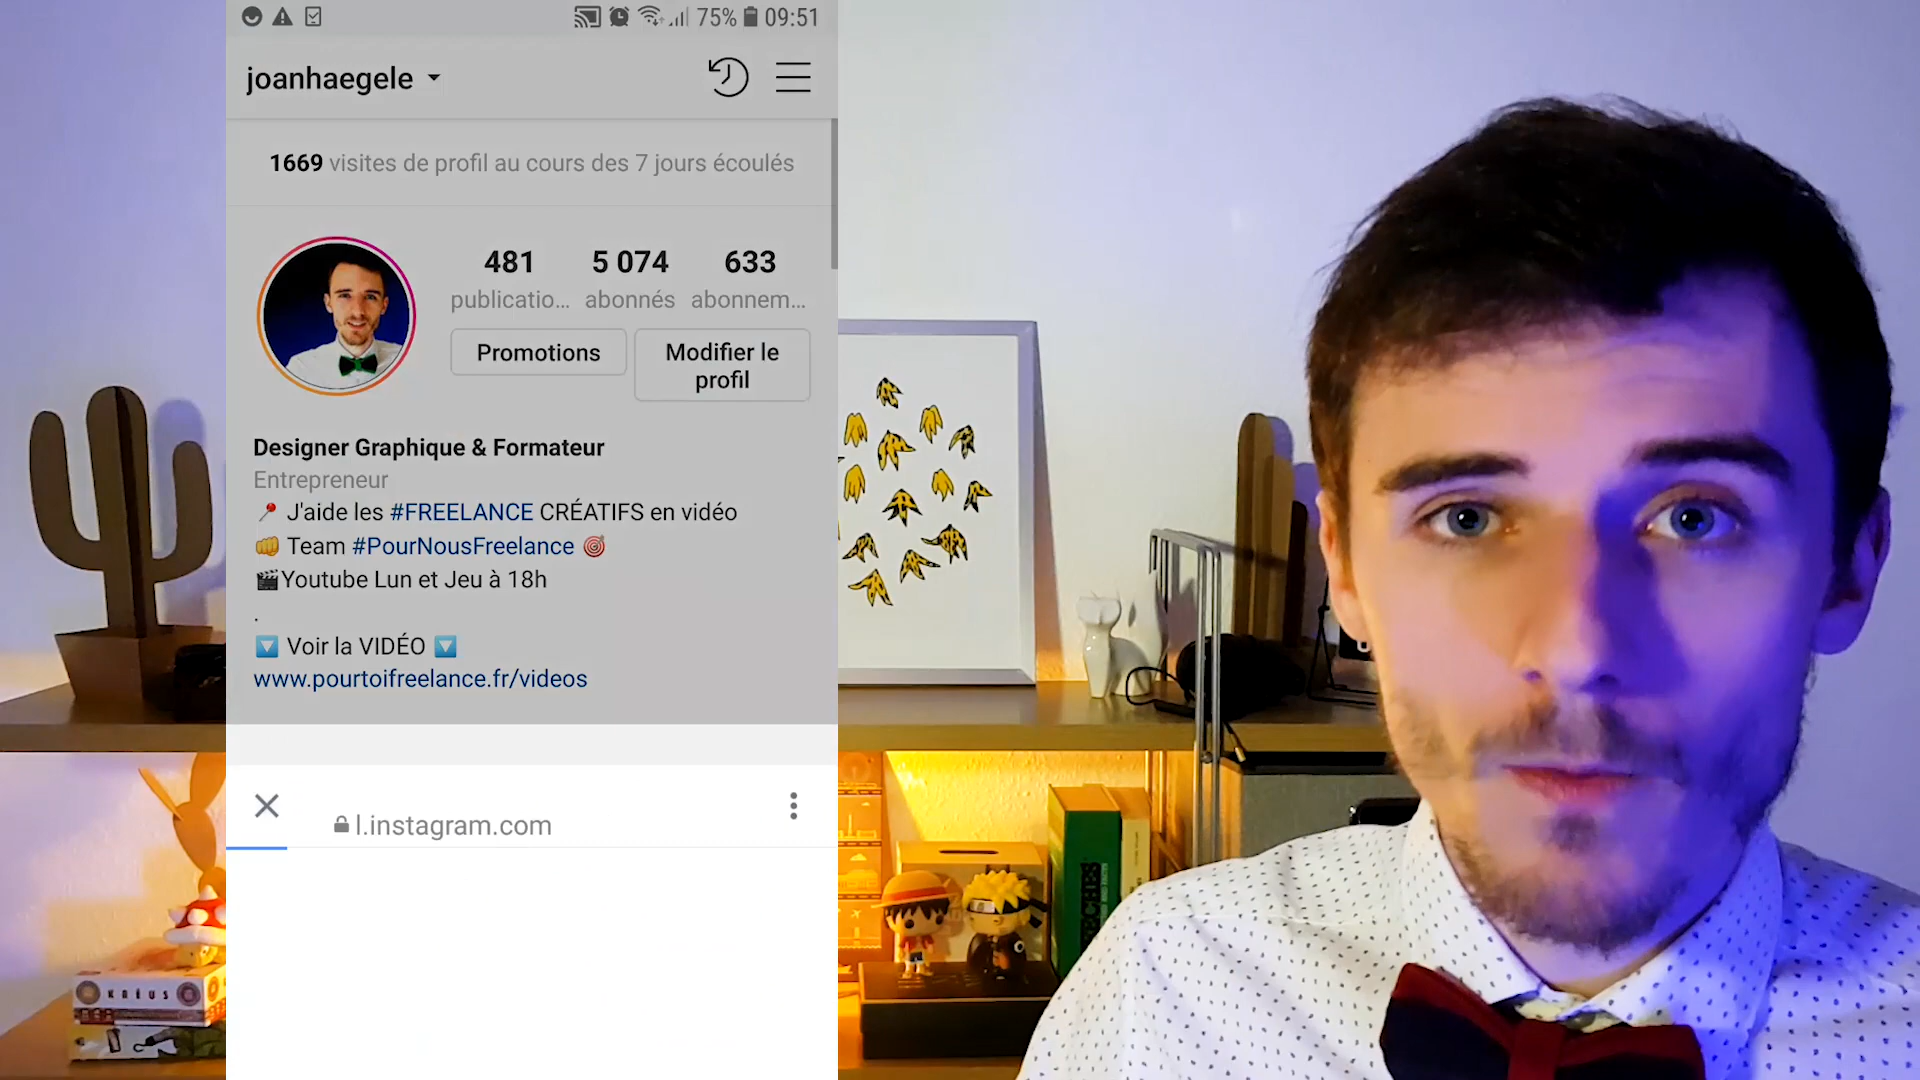 75% 09:51
joanhaegele
1669 visites de profil au cours des 7 jours écoulés
481 5 074 633
publicatio... abonnés abonnem...
Promotions
Modifier le
profil
Designer Graphique & Formateur
Entrepreneur
📍 J'aide les #FREELANCE CRÉATIFS en vidéo
👊 Team #PourNousFreelance 🎯
🎬Youtube Lun et Jeu à 18h
.
🔽 Voir la VIDÉO 🔽
www.pourtoifreelance.fr/videos
l.instagram.com
KRÉUS